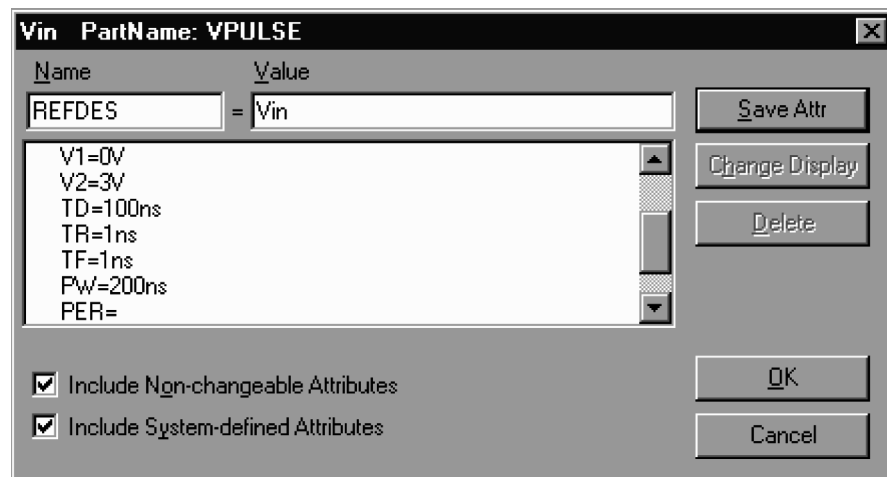 Vin PartName: VPULSE
Name Value
REFDES = Vin
Save Attr
V1=0V
V2=3V
TD=100ns
TR=1ns
TF=1ns
PW=200ns
PER=
Change Display
Delete
Include Non-changeable Attributes
Include System-defined Attributes
OK
Cancel